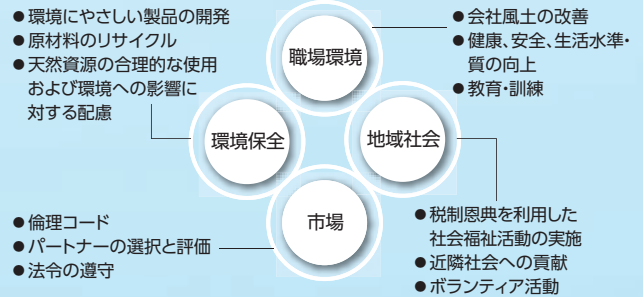 ●環境にやさしい製品の開発
●原材料のリサイクル
●天然資源の合理的な使用
および環境への影響に
対する配慮
職場環境
●会社風土の改善
●健康、安全、生活水準・
質の向上
●教育・訓練
環境保全
地域社会
市場
●倫理コード
●パートナーの選択と評価
●法令の遵守
●税制恩典を利用した
社会福祉活動の実施
●近隣社会への貢献
●ボランティア活動